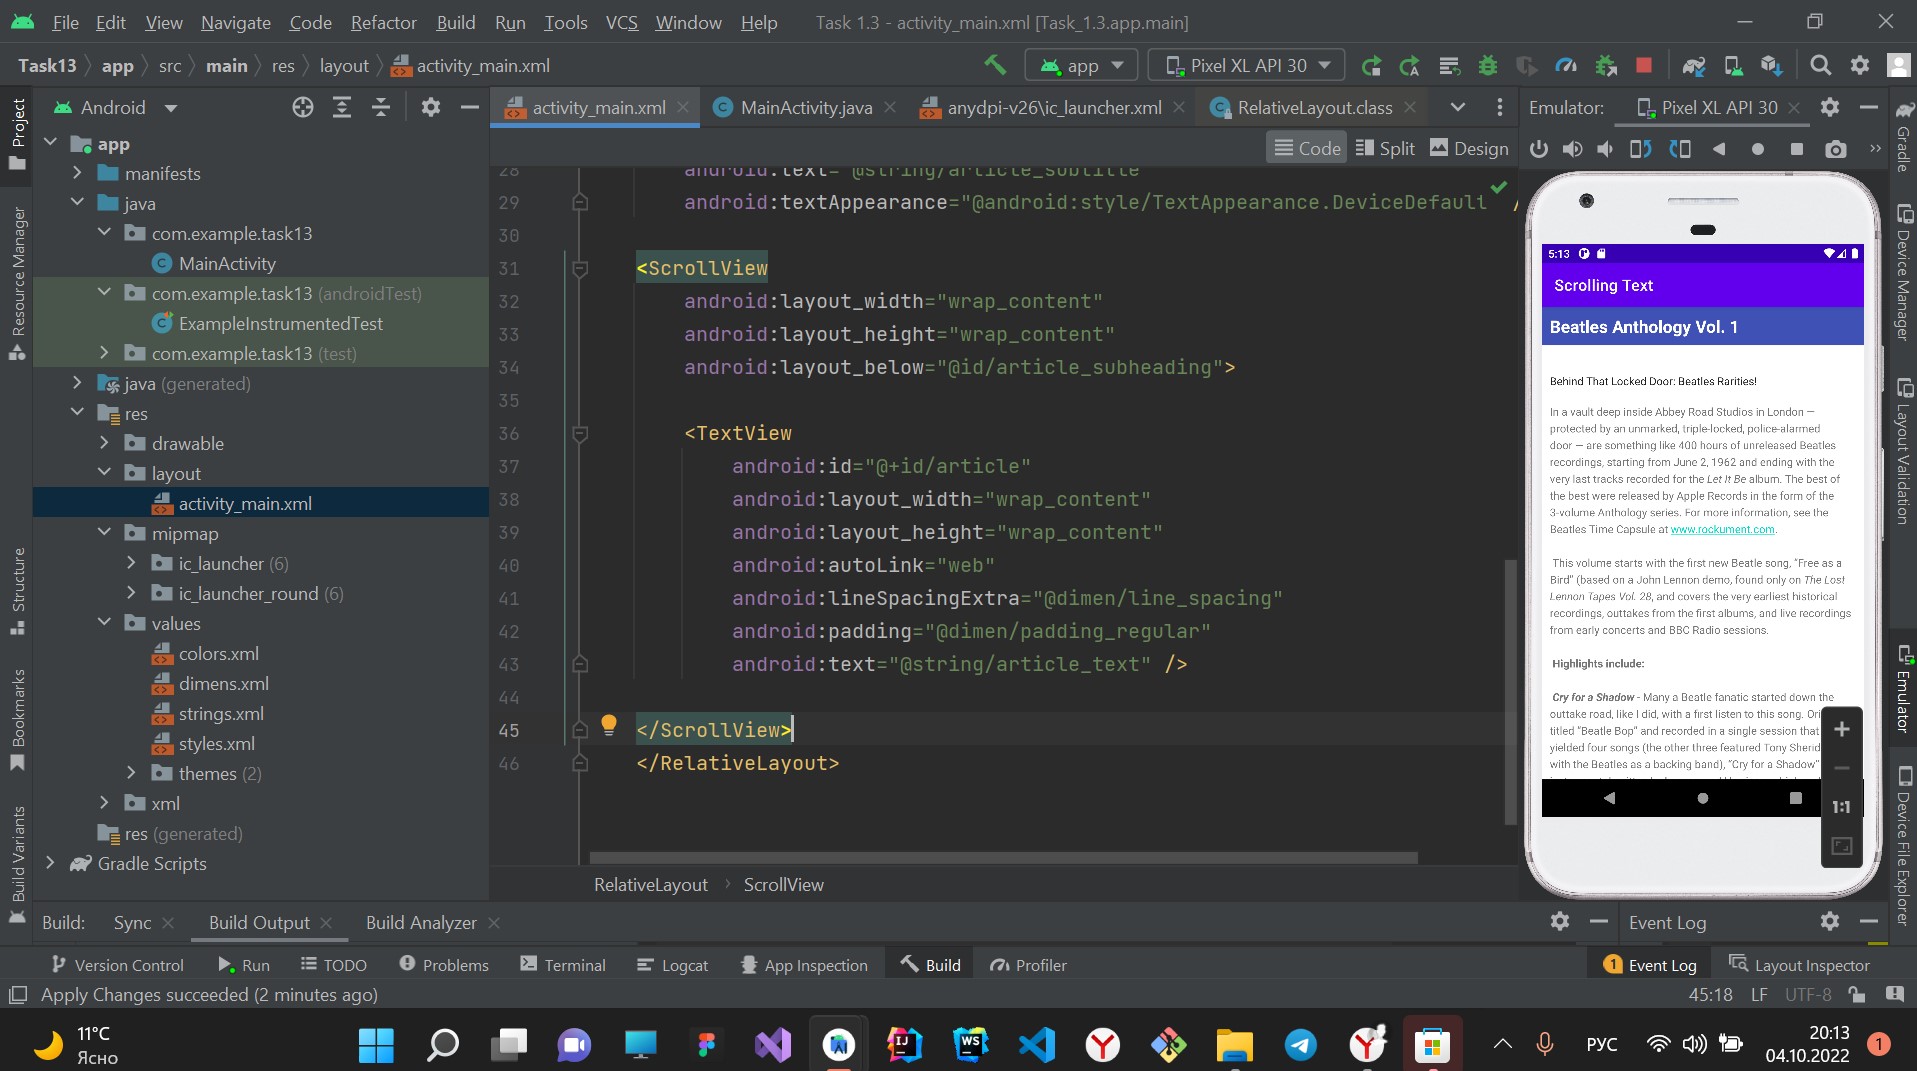 File Edit View Navigate Code Refactor Build Run Tools VCS Window Help Task 1.3 - activity_main.xml [Task_1.3.app.main]
Task13 app src main res layout activity_main.xml app Pixel XL API 30
Android activity_main.xml MainActivity.java anydpi-v26\ic_launcher.xml RelativeLayout.class Emulator: Pixel XL API 30
Code Split Design
Project
Resource Manager
Structure
Bookmarks
Build Variants
app
manifests
java
com.example.task13
MainActivity
com.example.task13 (androidTest)
ExampleInstrumentedTest
com.example.task13 (test)
java (generated)
res
drawable
layout
activity_main.xml
mipmap
ic_launcher (6)
ic_launcher_round (6)
values
colors.xml
dimens.xml
strings.xml
styles.xml
themes (2)
xml
res (generated)
Gradle Scripts
28 android:text="@string/article_subtitle"
29 android:textAppearance="@android:style/TextAppearance.DeviceDefault" /
30
31 <ScrollView
32 android:layout_width="wrap_content"
33 android:layout_height="wrap_content"
34 android:layout_below="@id/article_subheading">
35
36 <TextView
37 android:id="@+id/article"
38 android:layout_width="wrap_content"
39 android:layout_height="wrap_content"
40 android:autoLink="web"
41 android:lineSpacingExtra="@dimen/line_spacing"
42 android:padding="@dimen/padding_regular"
43 android:text="@string/article_text" />
44
45 </ScrollView>
46 </RelativeLayout>
RelativeLayout ScrollView
5:13
Scrolling Text
Beatles Anthology Vol. 1
Behind That Locked Door: Beatles Rarities!
In a vault deep inside Abbey Road Studios in London —
protected by an unmarked, triple-locked, police-alarmed
door — are something like 400 hours of unreleased Beatles
recordings, starting from June 2, 1962 and ending with the
very last tracks recorded for the Let It Be album. The best of
the best were released by Apple Records in the form of the
3-volume Anthology series. For more information, see the
Beatles Time Capsule at www.rockument.com.
This volume starts with the first new Beatle song, "Free as a
Bird" (based on a John Lennon demo, found only on The Lost
Lennon Tapes Vol. 28, and covers the very earliest historical
recordings, outtakes from the first albums, and live recordings
from early concerts and BBC Radio sessions.
Highlights include:
Cry for a Shadow - Many a Beatle fanatic started down the
outtake road, like I did, with a first listen to this song. Ori
titled "Beatle Bop" and recorded in a single session that
yielded four songs (the other three featured Tony Sherid
with the Beatles as a backing band), "Cry for a Shadow"
1:1
Gradle
Device Manager
Layout Validation
Emulator
Device File Explorer
Build: Sync Build Output Build Analyzer Event Log
Version Control Run TODO Problems Terminal Logcat App Inspection Build Profiler 1 Event Log Layout Inspector
Apply Changes succeeded (2 minutes ago) 45:18 LF UTF-8
11°C
Ясно
AI
IJ
WS
РУС
20:13
04.10.2022
1